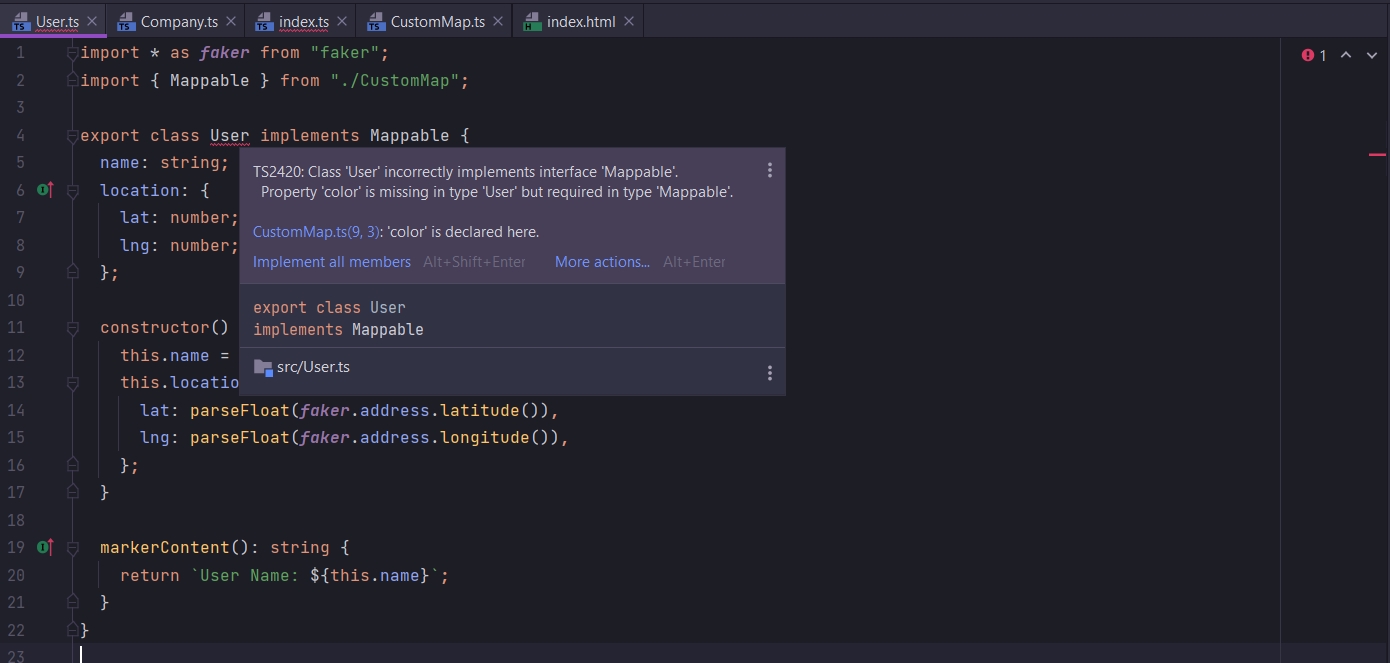 User.ts Company.ts index.ts CustomMap.ts index.html
1 import * as faker from "faker";
2 import { Mappable } from "./CustomMap";
3
4 export class User implements Mappable {
5 name: string;
6 location: {
7 lat: number;
8 lng: number;
9 };
10
11 constructor()
12 this.name =
13 this.locatio
14 lat: parseFloat(faker.address.latitude()),
15 lng: parseFloat(faker.address.longitude()),
16 };
17 }
18
19 markerContent(): string {
20 return `User Name: ${this.name}`;
21 }
22 }
23
1
TS2420: Class 'User' incorrectly implements interface 'Mappable'.
Property 'color' is missing in type 'User' but required in type 'Mappable'.
CustomMap.ts(9, 3): 'color' is declared here.
Implement all members Alt+Shift+Enter More actions... Alt+Enter
export class User
implements Mappable
src/User.ts